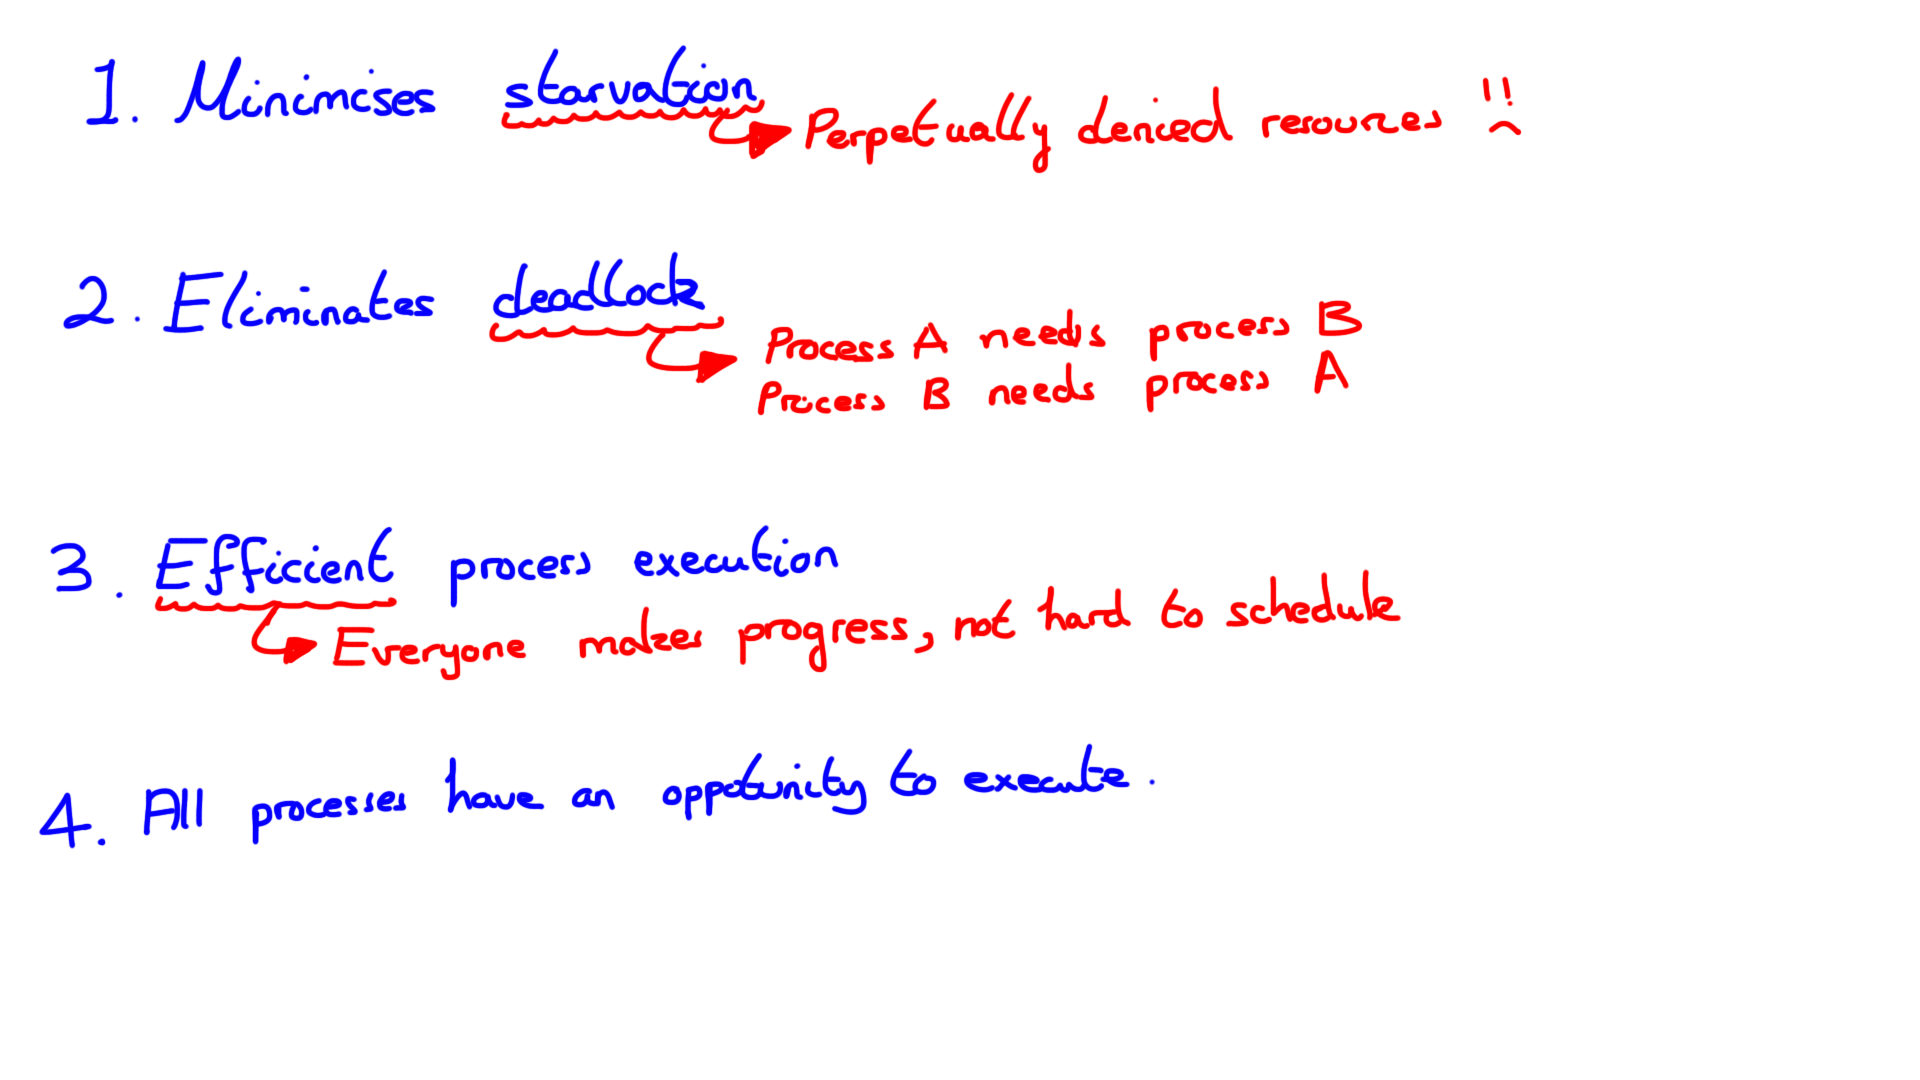 1. Minimises starvation
Perpetually denied resources !!
2. Eliminates deadlock
Process A needs process B
Process B needs process A
3. Efficient process execution
Everyone makes progress, not hard to schedule
4. All processes have an oppotunity to execute.